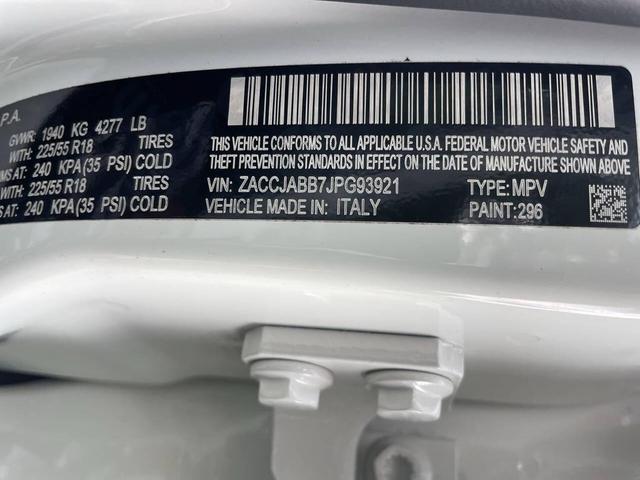 P.A.
GVWR: 1940 KG 4277 LB
WITH: 225/55 R18 TIRES
AT: 240 KPA(35 PSI) COLD
WITH: 225/55 R18 TIRES
AT: 240 KPA(35 PSI) COLD
THIS VEHICLE CONFORMS TO ALL APPLICABLE U.S.A. FEDERAL MOTOR VEHICLE SAFETY AND
THEFT PREVENTION STANDARDS IN EFFECT ON THE DATE OF MANUFACTURE SHOWN ABOVE.
VIN: ZACCJABB7JPG93921 TYPE: MPV
VEHICLE MADE IN: ITALY PAINT: 296